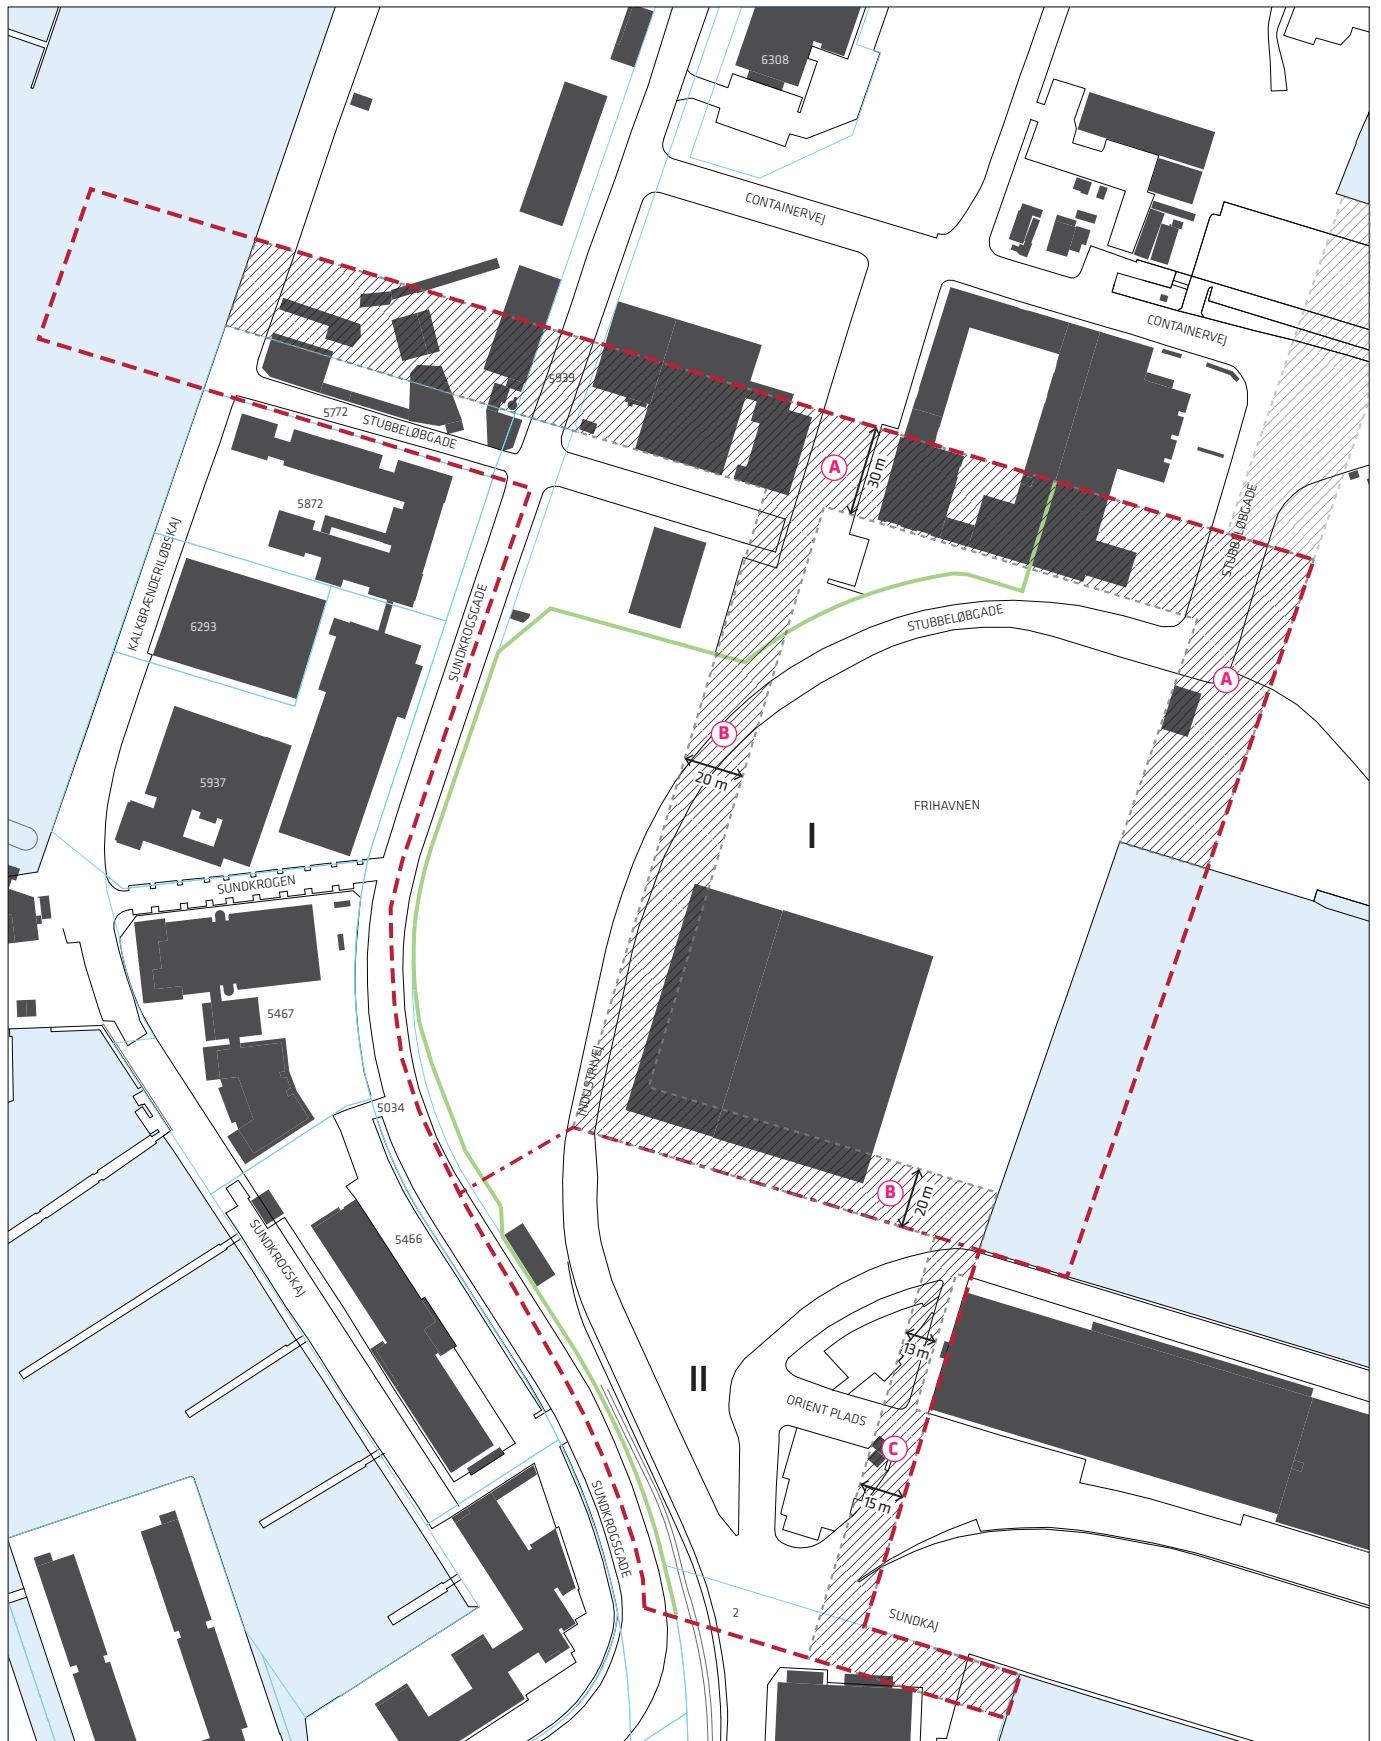 6308
CONTAINERVEJ
CONTAINERVEJ
5939
5772
STUBBELØBGADE
A
30 m
5872
STUBBELØBGADE
KALKBRÆNDERILØBSKAJ
SUNDKROGSGADE
6293
STUBBELØBGADE
A
B
20 m
5937
FRIHAVNEN
I
SUNDKROGEN
5467
INDUSTRIVEJ
5034
B
20 m
SUNDKROGSKAJ
5466
13 m
II
ORIENT PLADS
C
15 m
SUNDKROGSGADE
2
SUNDKAJ